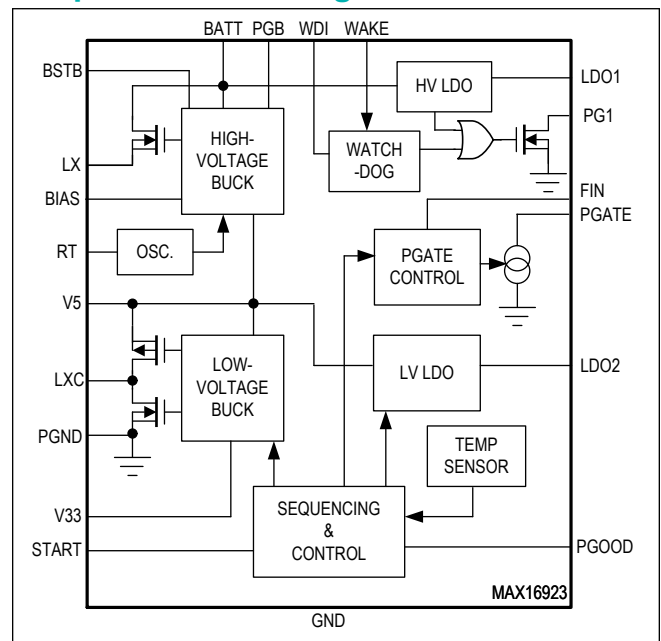 BATT PGB WDI WAKE
BSTB
HV LDO
LDO1
PG1
LX
HIGH-
VOLTAGE
BUCK
WATCH
-DOG
BIAS
FIN
PGATE
RT
OSC.
PGATE
CONTROL
V5
LXC
LOW-
VOLTAGE
BUCK
LV LDO
LDO2
PGND
TEMP
SENSOR
V33
SEQUENCING
&
CONTROL
START
PGOOD
MAX16923
GND